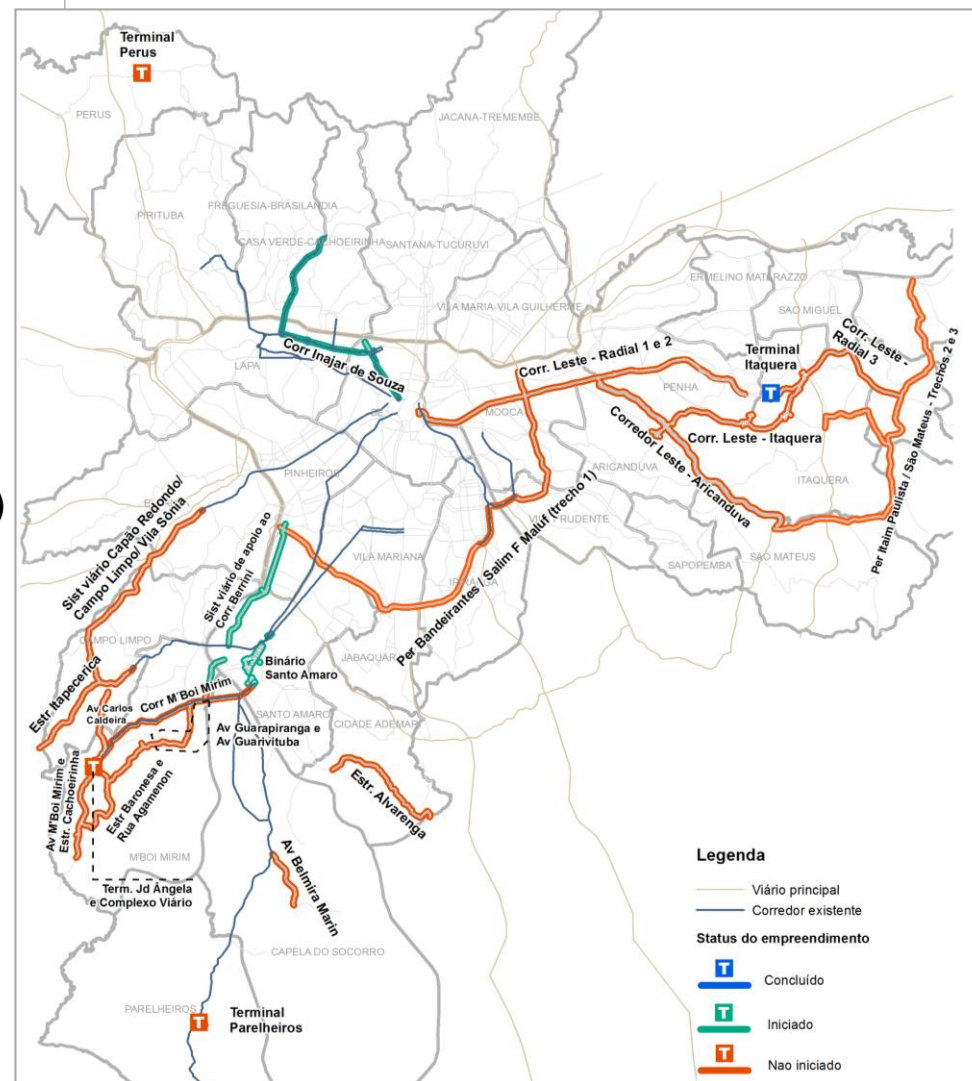 Terminal
Perus
PERUS
JACANA-TREMEMBE
PIRITUBA
FREGUESIA-BRASILANDIA
CASA VERDE-CACHOEIRINHA
SANTANA-TUCURUVI
ERMELINO MATARAZZO
VILA MARIA-VILA GUILHERME
SAO MIGUEL
Corr. Leste -
Radial 3
Corr Inajar de Souza
LAPA
Corr. Leste - Radial 1 e 2
Terminal
Itaquera
PENHA
SE
MOOCA
Corr. Leste - Itaquera
Corredor Leste - Aricanduva
Per Itaim Paulista / São Mateus - Trechos 2 e 3
PINHEIROS
ARICANDUVA
ITAQUERA
Sist viário Capão Redondo/
Campo Limpo/ Vila Sônia
Sist viário de apoio ao
Corr. Berrini
VILA MARIANA
Per Bandeirantes / Salim F Maluf (trecho 1)
SAO MATEUS
SAPOPEMBA
CAMPO LIMPO
JABAQUARA
Binário
Santo Amaro
Estr Itapecerica
Av Carlos
Caldeira
Corr M´Boi Mirim
SANTO AMARO
CIDADE ADEMAR
Av Guarapiranga e
Av Guarivituba
Av M'Boi Mirim e
Estr. Cachoeirinha
Estr Baronesa e
Rua Agamenon
Estr. Alvarenga
M'BOI MIRIM
Term. Jd Ângela
e Complexo Viário
Av Belmira Marin
CAPELA DO SOCORRO
PARELHEIROS
Terminal
Parelheiros
Legenda
Viário principal
Corredor existente
Status do empreendimento
T
Concluído
T
Iniciado
T
Nao iniciado